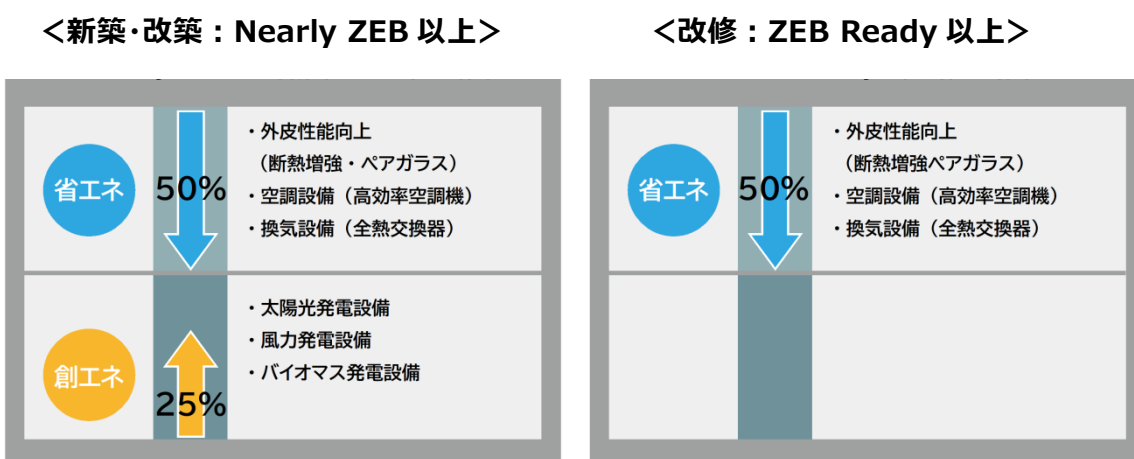 ＜新築・改築：Nearly ZEB 以上＞
省エネ
50%
・外皮性能向上
（断熱増強・ペアガラス）
・空調設備（高効率空調機）
・換気設備（全熱交換器）
創エネ
25%
・太陽光発電設備
・風力発電設備
・バイオマス発電設備
＜改修：ZEB Ready 以上＞
省エネ
50%
・外皮性能向上
（断熱増強ペアガラス）
・空調設備（高効率空調機）
・換気設備（全熱交換器）